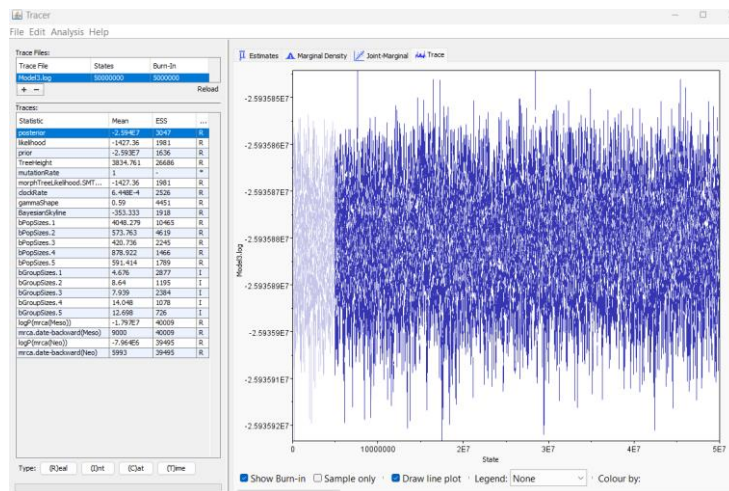 Tracer
File Edit Analysis Help
Trace Files:
Trace File States Burn-In
Model3.log 50000000 5000000
+ − Reload
Traces:
Statistic Mean ESS ...
posterior -2.594E7 3047 R
likelihood -1427.36 1981 R
prior -2.593E7 1636 R
TreeHeight 3834.761 26686 R
mutationRate 1 - *
morphTreeLikelihood.SMT... -1427.36 1981 R
clockRate 6.448E-4 2526 R
gammaShape 0.59 4451 R
BayesianSkyline -353.333 1918 R
bPopSizes.1 4048.279 10465 R
bPopSizes.2 573.763 4619 R
bPopSizes.3 420.736 2245 R
bPopSizes.4 878.922 1466 R
bPopSizes.5 591.414 1789 R
bGroupSizes.1 4.676 2877 I
bGroupSizes.2 8.64 1195 I
bGroupSizes.3 7.939 2384 I
bGroupSizes.4 14.048 1078 I
bGroupSizes.5 12.698 726 I
logP(mrca(Meso)) -1.797E7 40009 R
mrca.date-backward(Meso) 9000 40009 R
logP(mrca(Neo)) -7.964E6 39495 R
mrca.date-backward(Neo) 5993 39495 R
Type: (R)eal (I)nt (C)at (T)ime
Estimates Marginal Density Joint-Marginal Trace
-2.593585E7
-2.593586E7
-2.593587E7
-2.593588E7
-2.593589E7
-2.59359E7
-2.593591E7
-2.593592E7
Model3.log
0 10000000 2E7 3E7 4E7 5E7
State
Show Burn-in Sample only Draw line plot Legend: None Colour by: